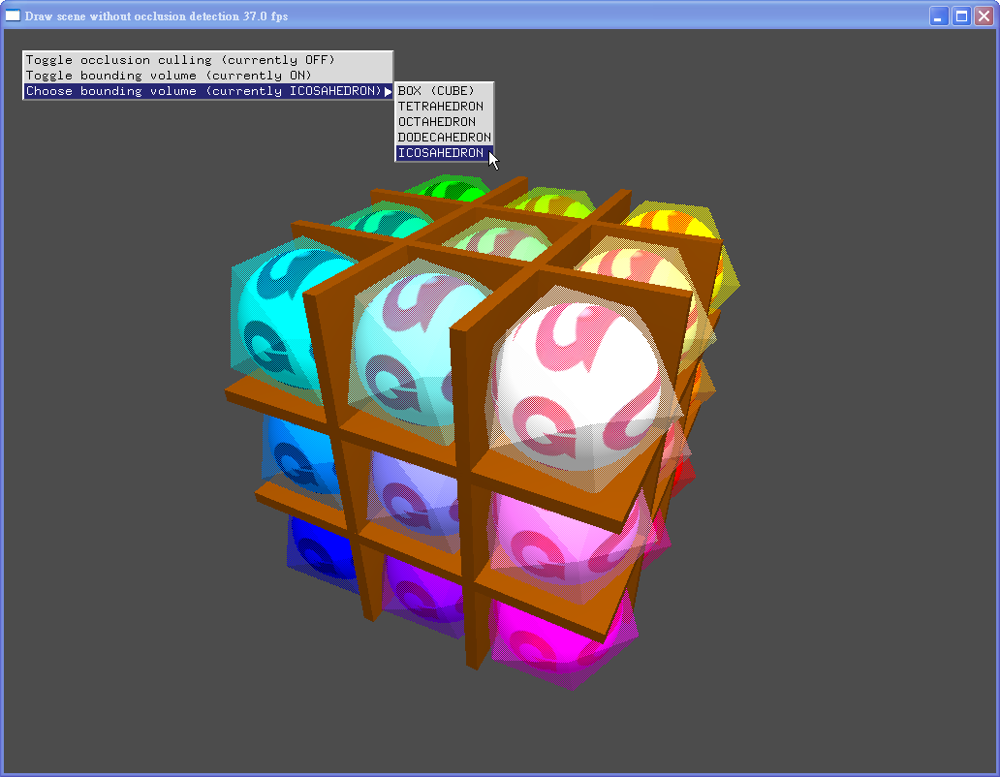 Draw scene without occlusion detection 37.0 fps
Toggle occlusion culling (currently OFF)
Toggle bounding volume (currently ON)
Choose bounding volume (currently ICOSAHEDRON)
BOX (CUBE)
TETRAHEDRON
OCTAHEDRON
DODECAHEDRON
ICOSAHEDRON